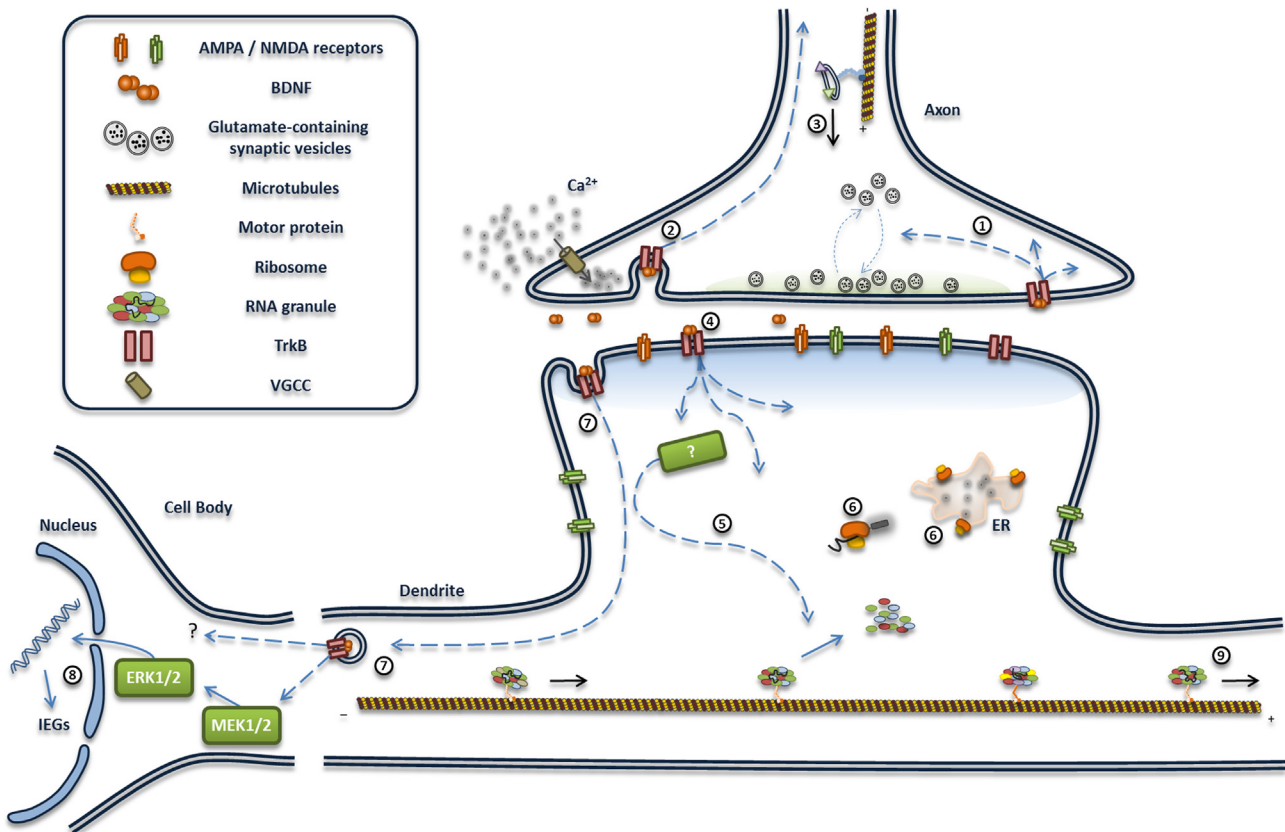 AMPA / NMDA receptors
BDNF
Glutamate-containing
synaptic vesicles
Microtubules
Motor protein
Ribosome
RNA granule
TrkB
VGCC
-
+
Axon
3
Ca²⁺
2
1
4
7
?
5
6
6
ER
Cell Body
Nucleus
Dendrite
?
7
8
ERK1/2
IEGs
MEK1/2
9
–
+